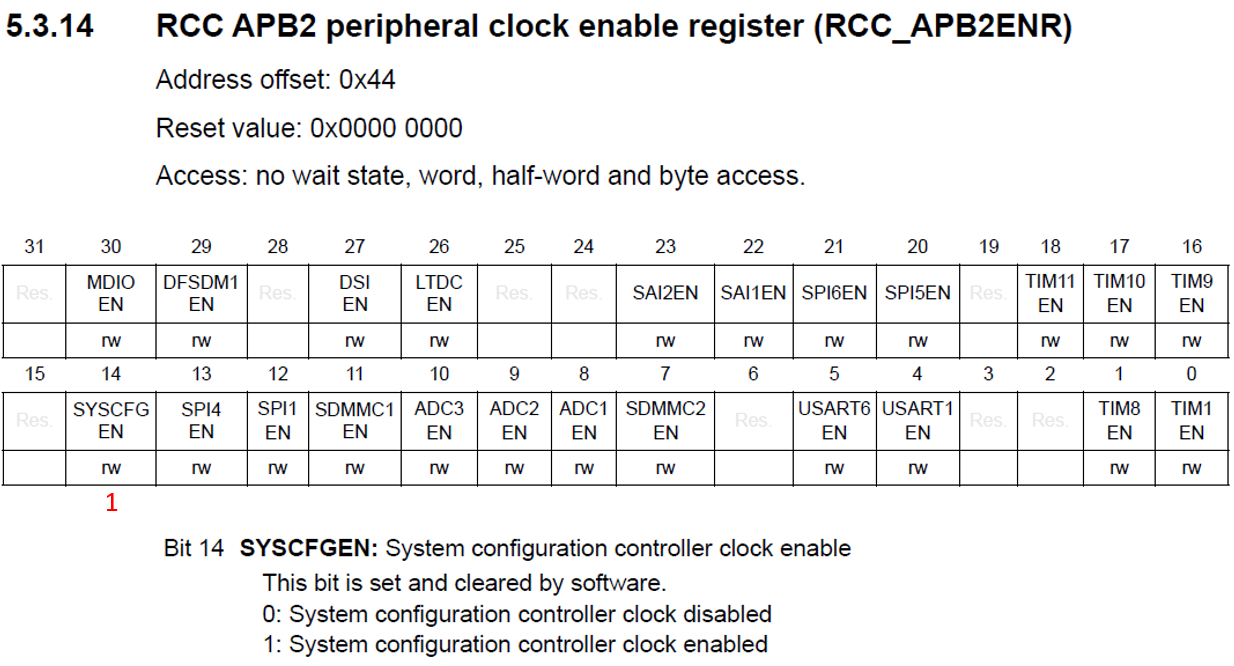 5.3.14 RCC APB2 peripheral clock enable register (RCC_APB2ENR)
Address offset: 0x44
Reset value: 0x0000 0000
Access: no wait state, word, half-word and byte access.
31 30 29 28 27 26 25 24 23 22 21 20 19 18 17 16
Res. MDIO EN DFSDM1 EN Res. DSI EN LTDC EN Res. Res. SAI2EN SAI1EN SPI6EN SPI5EN Res. TIM11 EN TIM10 EN TIM9 EN
rw rw rw rw rw rw rw rw rw rw rw
15 14 13 12 11 10 9 8 7 6 5 4 3 2 1 0
Res. SYSCFG EN SPI4 EN SPI1 EN SDMMC1 EN ADC3 EN ADC2 EN ADC1 EN SDMMC2 EN Res. USART6 EN USART1 EN Res. Res. TIM8 EN TIM1 EN
rw rw rw rw rw rw rw rw rw rw rw rw
1
Bit 14 SYSCFGEN: System configuration controller clock enable
This bit is set and cleared by software.
0: System configuration controller clock disabled
1: System configuration controller clock enabled